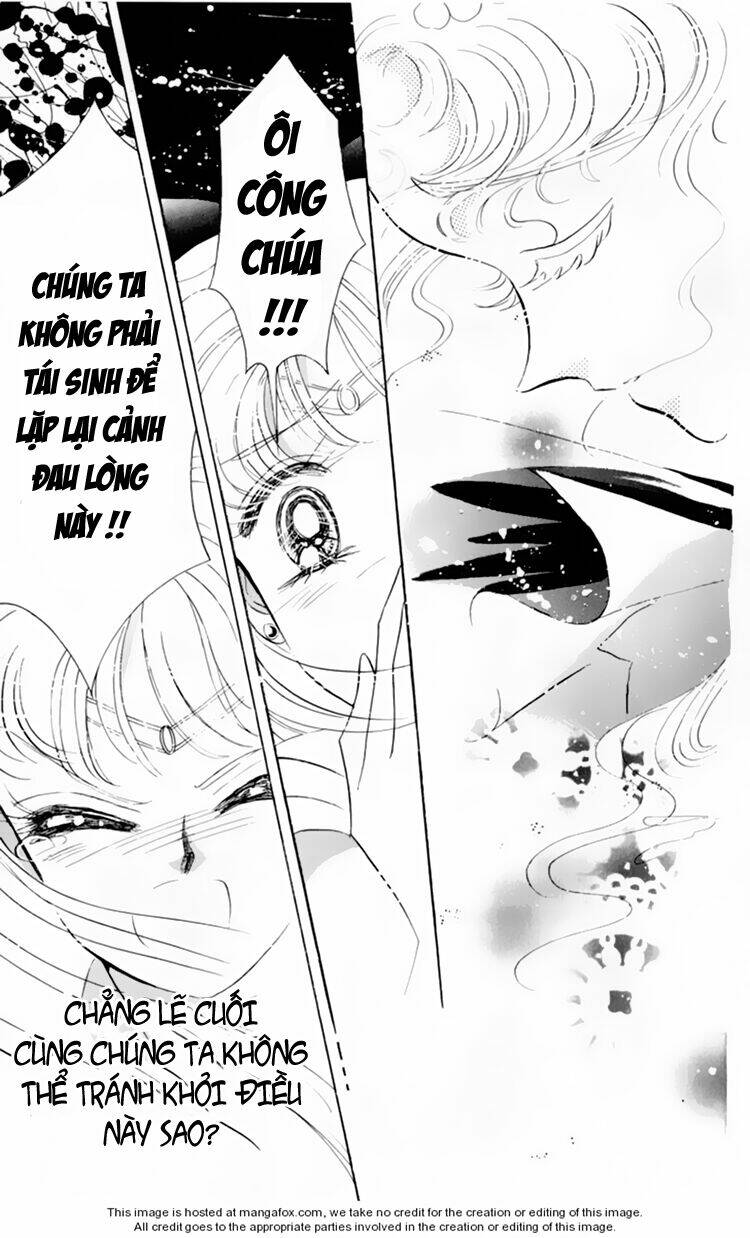 ÔI
CÔNG
CHÚA
!!!
CHÚNG TA
KHÔNG PHẢI
TÁI SINH ĐỂ
LẶP LẠI CẢNH
ĐAU LÒNG
NÀY !!
CHẲNG LẼ CUỐI
CÙNG CHÚNG TA KHÔNG
THỂ TRÁNH KHỎI ĐIỀU
NÀY SAO?
This image is hosted at mangafox.com, we take no credit for the creation or editing of this image.
All credit goes to the appropriate parties involved in the creation or editing of this image.